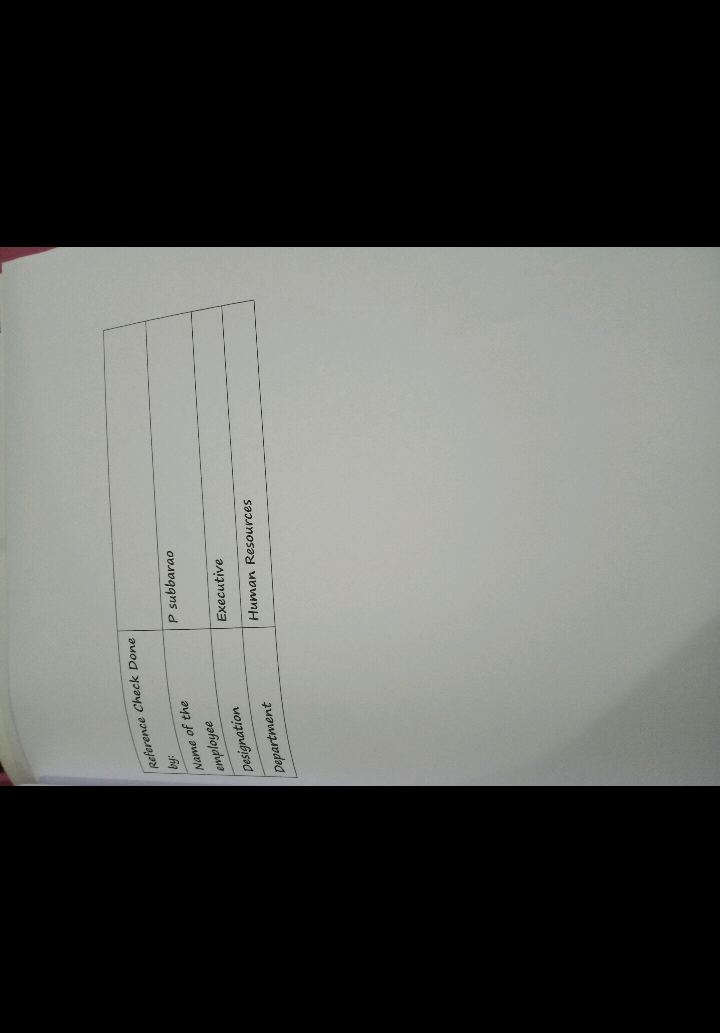 Reference Check Done
by:
Name of the
employee
P subbarao
Designation
Executive
Department
Human Resources